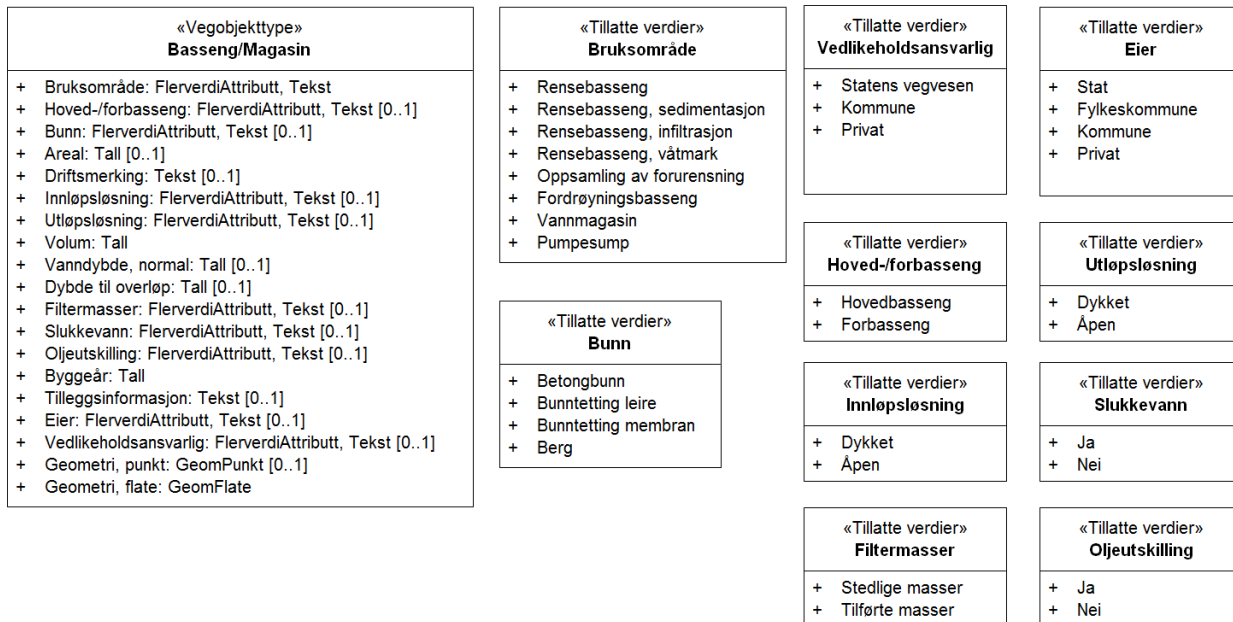 «Vegobjekttype»
Basseng/Magasin
+ Bruksområde: FlerverdiAttributt, Tekst
+ Hoved-/forbasseng: FlerverdiAttributt, Tekst [0..1]
+ Bunn: FlerverdiAttributt, Tekst [0..1]
+ Areal: Tall [0..1]
+ Driftsmerking: Tekst [0..1]
+ Innløpsløsning: FlerverdiAttributt, Tekst [0..1]
+ Utløpsløsning: FlerverdiAttributt, Tekst [0..1]
+ Volum: Tall
+ Vanndybde, normal: Tall [0..1]
+ Dybde til overløp: Tall [0..1]
+ Filtermasser: FlerverdiAttributt, Tekst [0..1]
+ Slukkevann: FlerverdiAttributt, Tekst [0..1]
+ Oljeutskilling: FlerverdiAttributt, Tekst [0..1]
+ Byggeår: Tall
+ Tilleggsinformasjon: Tekst [0..1]
+ Eier: FlerverdiAttributt, Tekst [0..1]
+ Vedlikeholdsansvarlig: FlerverdiAttributt, Tekst [0..1]
+ Geometri, punkt: GeomPunkt [0..1]
+ Geometri, flate: GeomFlate
«Tillatte verdier»
Bruksområde
+ Rensebasseng
+ Rensebasseng, sedimentasjon
+ Rensebasseng, infiltrasjon
+ Rensebasseng, våtmark
+ Oppsamling av forurensning
+ Fordrøyningsbasseng
+ Vannmagasin
+ Pumpesump
«Tillatte verdier»
Bunn
+ Betongbunn
+ Bunntetting leire
+ Bunntetting membran
+ Berg
«Tillatte verdier»
Vedlikeholdsansvarlig
+ Statens vegvesen
+ Kommune
+ Privat
«Tillatte verdier»
Eier
+ Stat
+ Fylkeskommune
+ Kommune
+ Privat
«Tillatte verdier»
Hoved-/forbasseng
+ Hovedbasseng
+ Forbasseng
«Tillatte verdier»
Utløpsløsning
+ Dykket
+ Åpen
«Tillatte verdier»
Innløpsløsning
+ Dykket
+ Åpen
«Tillatte verdier»
Slukkevann
+ Ja
+ Nei
«Tillatte verdier»
Filtermasser
+ Stedlige masser
+ Tilførte masser
«Tillatte verdier»
Oljeutskilling
+ Ja
+ Nei